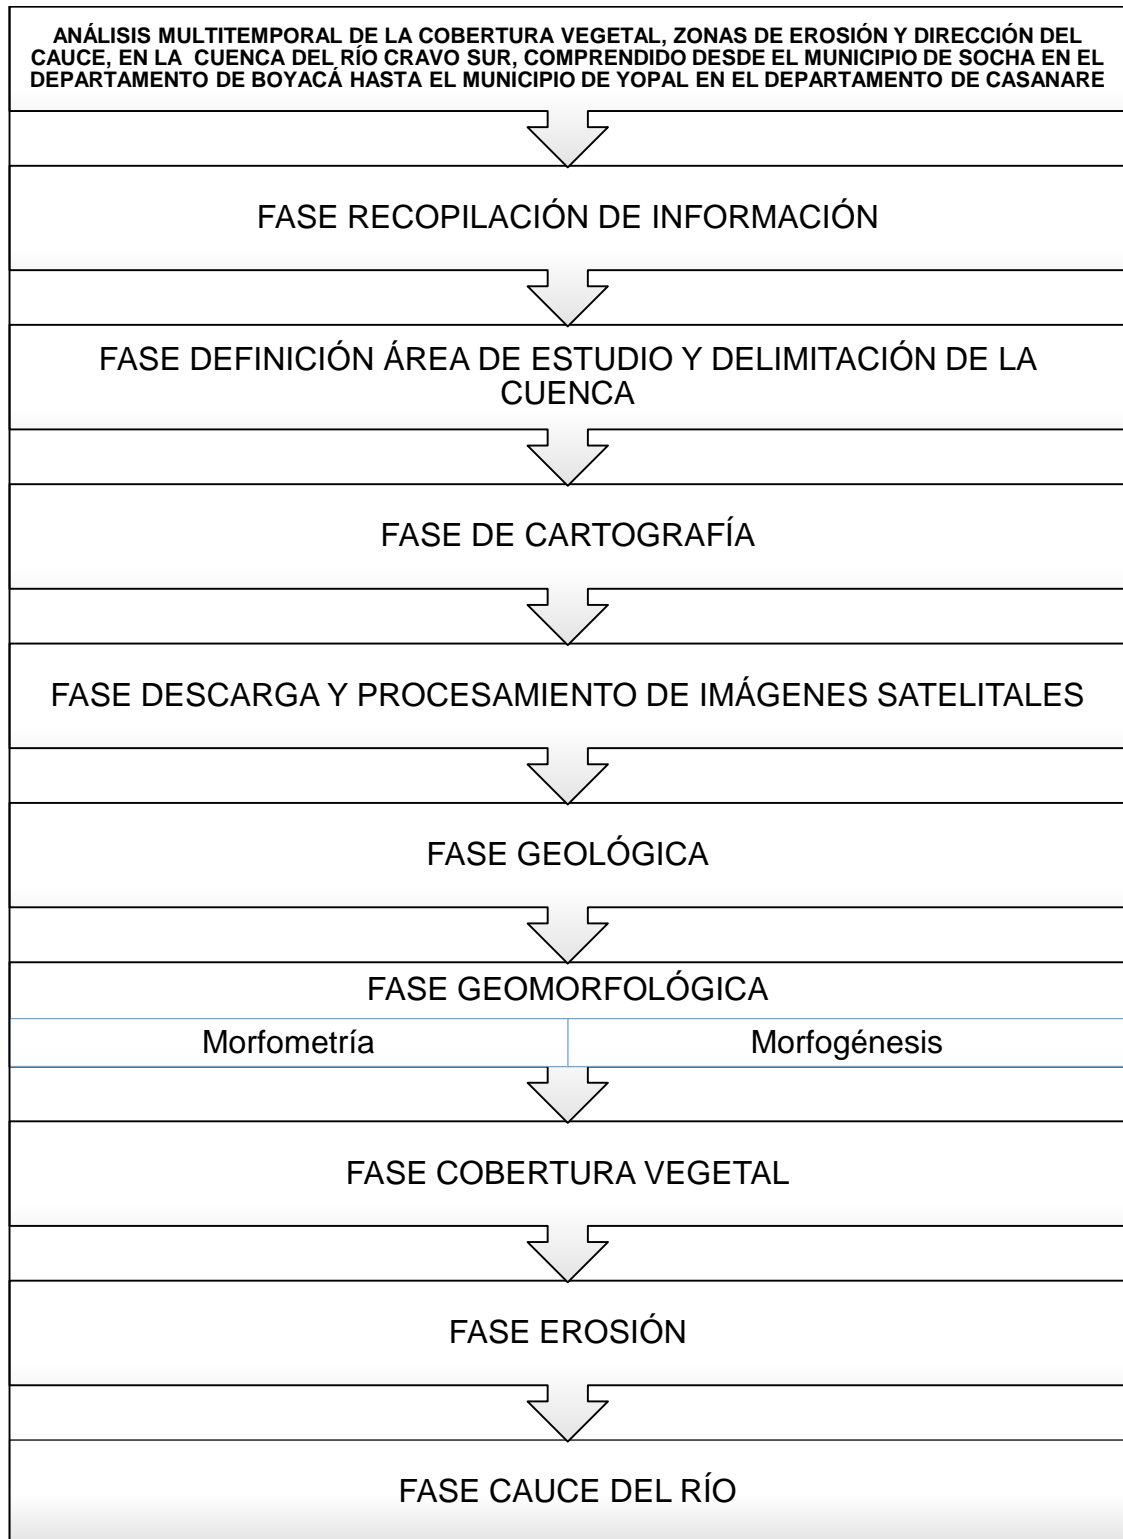 ANÁLISIS MULTITEMPORAL DE LA COBERTURA VEGETAL, ZONAS DE EROSIÓN Y DIRECCIÓN DEL
CAUCE, EN LA CUENCA DEL RÍO CRAVO SUR, COMPRENDIDO DESDE EL MUNICIPIO DE SOCHA EN EL
DEPARTAMENTO DE BOYACÁ HASTA EL MUNICIPIO DE YOPAL EN EL DEPARTAMENTO DE CASANARE
FASE RECOPILACIÓN DE INFORMACIÓN
FASE DEFINICIÓN ÁREA DE ESTUDIO Y DELIMITACIÓN DE LA
CUENCA
FASE DE CARTOGRAFÍA
FASE DESCARGA Y PROCESAMIENTO DE IMÁGENES SATELITALES
FASE GEOLÓGICA
FASE GEOMORFOLÓGICA
Morfometría
Morfogénesis
FASE COBERTURA VEGETAL
FASE EROSIÓN
FASE CAUCE DEL RÍO